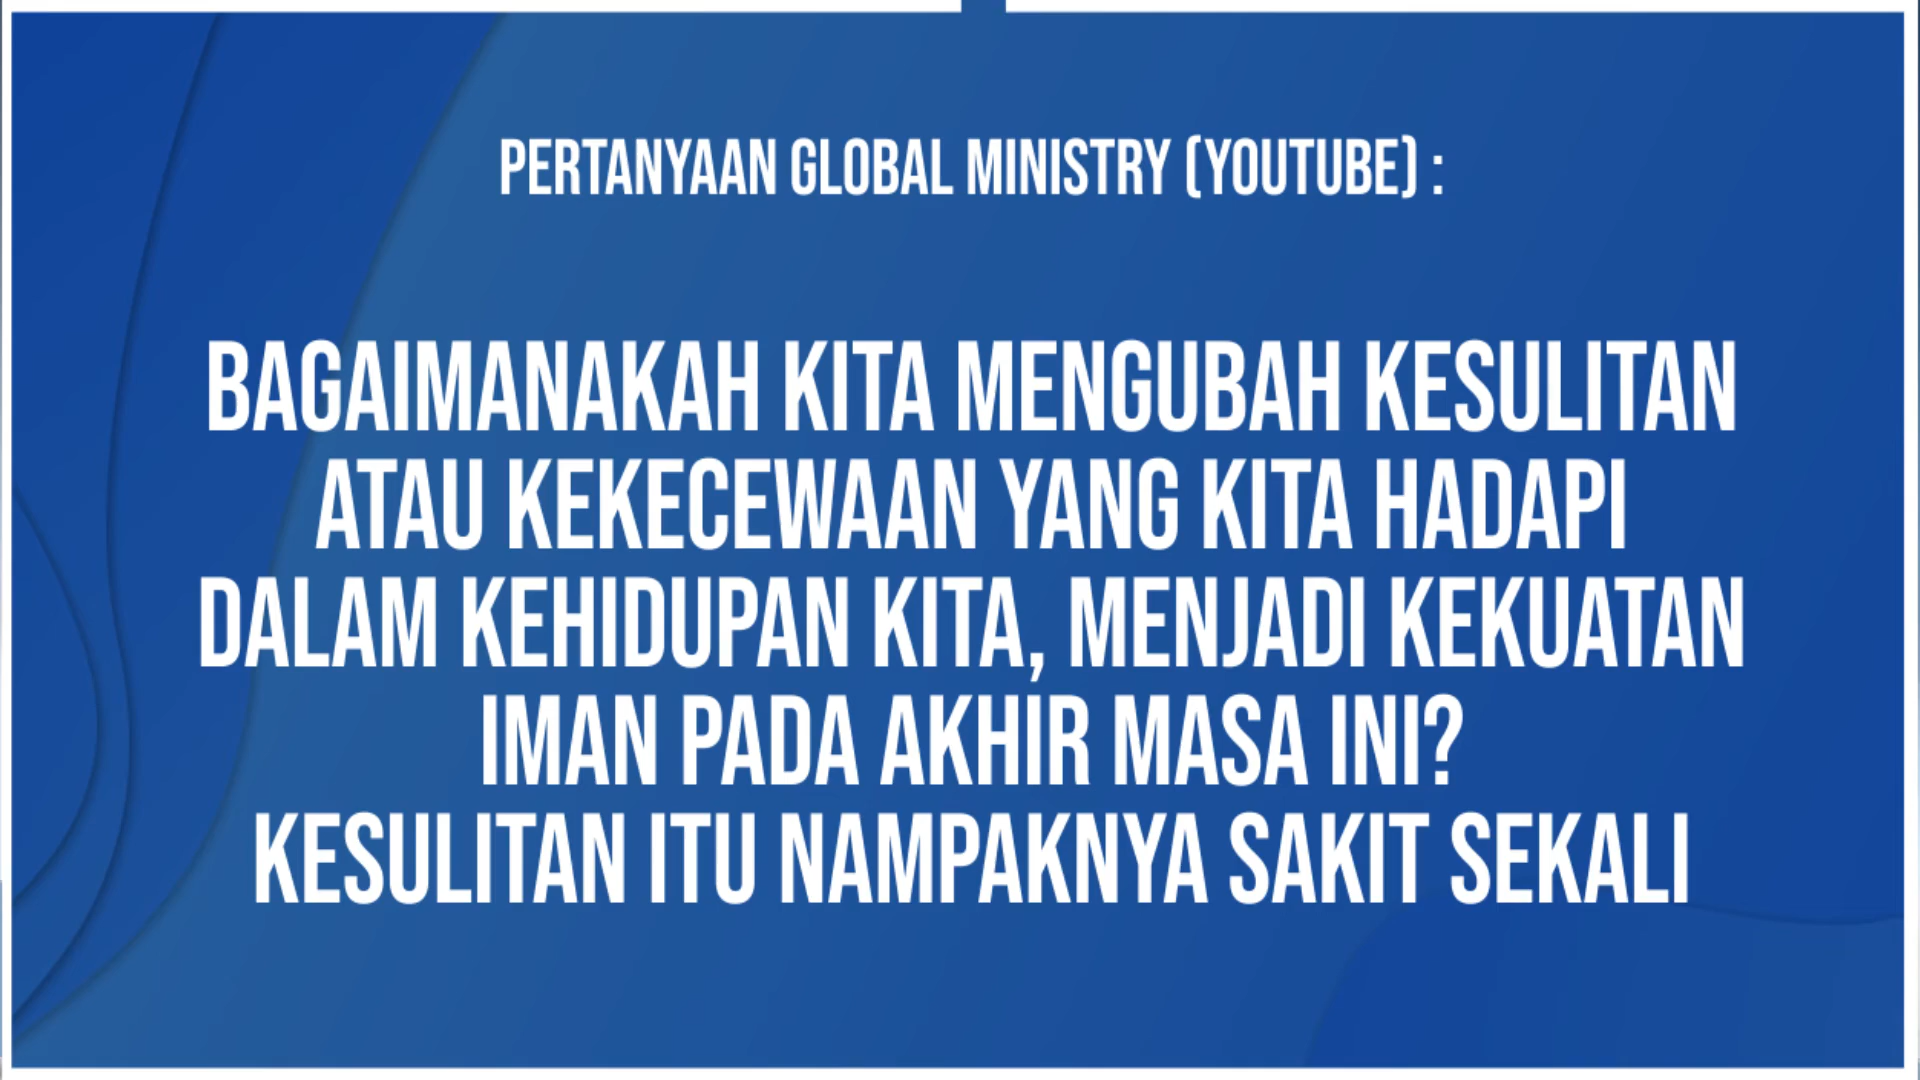 PERTANYAAN GLOBAL MINISTRY (YOUTUBE) :
BAGAIMANAKAH KITA MENGUBAH KESULITAN
ATAU KEKECEWAAN YANG KITA HADAPI
DALAM KEHIDUPAN KITA, MENJADI KEKUATAN
IMAN PADA AKHIR MASA INI?
KESULITAN ITU NAMPAKNYA SAKIT SEKALI